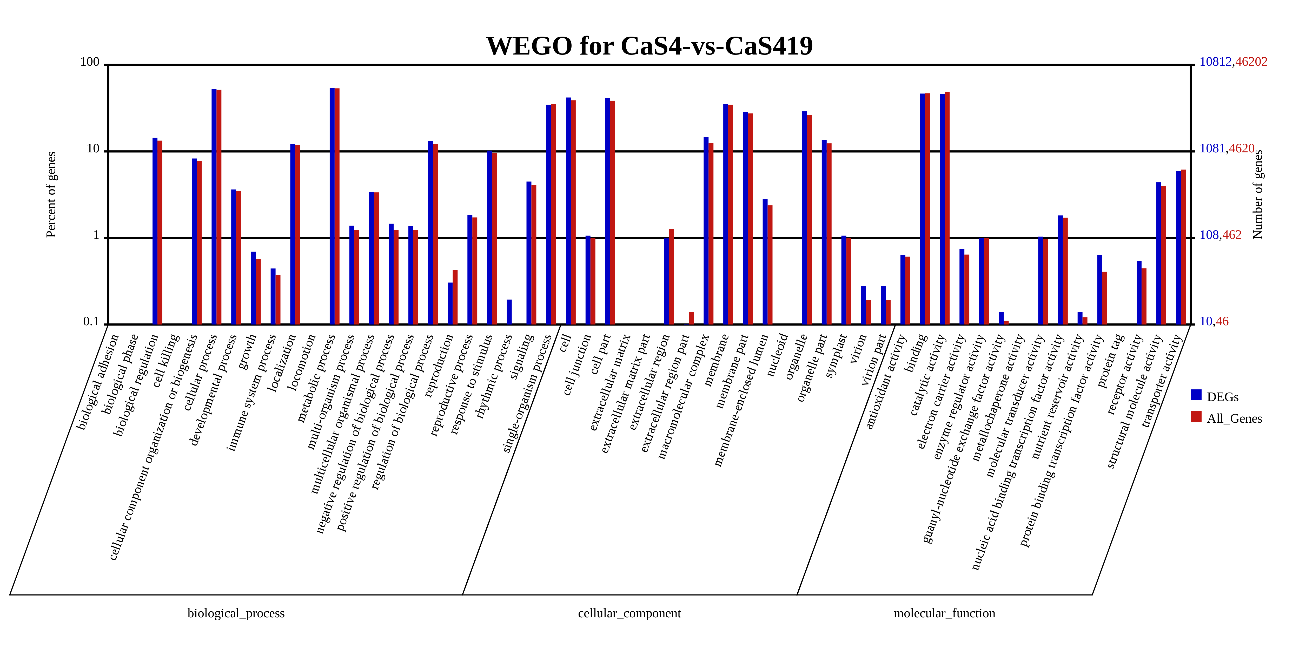 WEGO for CaS4-vs-CaS419
100
10
1
0.1
Percent of genes
10812,46202
1081,4620
108,462
10,46
Number of genes
DEGs
All_Genes
biological adhesion
biological phase
biological regulation
cell killing
cellular component organization or biogenesis
cellular process
developmental process
growth
immune system process
localization
locomotion
metabolic process
multi-organism process
multicellular organismal process
negative regulation of biological process
positive regulation of biological process
regulation of biological process
reproduction
reproductive process
response to stimulus
rhythmic process
signaling
single-organism process
cell
cell junction
cell part
extracellular matrix
extracellular matrix part
extracellular region
extracellular region part
macromolecular complex
membrane
membrane part
membrane-enclosed lumen
nucleoid
organelle
organelle part
symplast
virion
virion part
antioxidant activity
binding
catalytic activity
electron carrier activity
enzyme regulator activity
guanyl-nucleotide exchange factor activity
metallochaperone activity
molecular transducer activity
nucleic acid binding transcription factor activity
nutrient reservoir activity
protein binding transcription factor activity
protein tag
receptor activity
structural molecule activity
transporter activity
biological_process
cellular_component
molecular_function